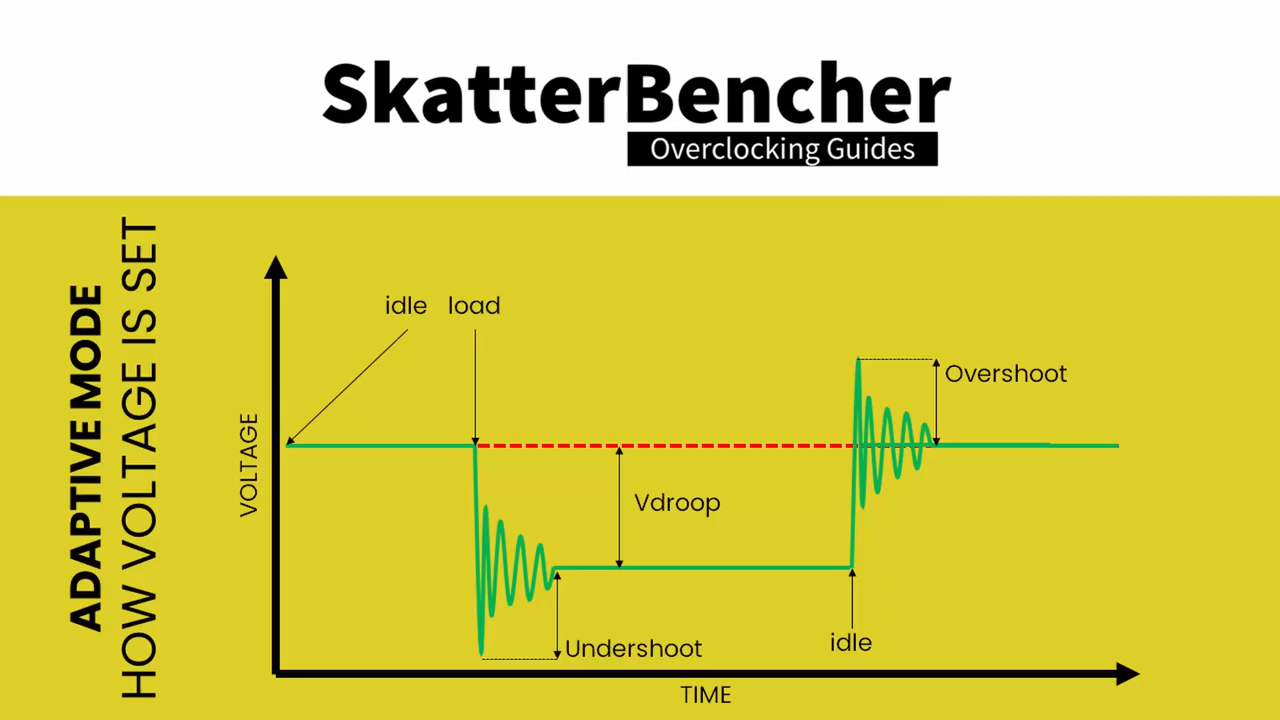 SkatterBencher
Overclocking Guides
ADAPTIVE MODE
HOW VOLTAGE IS SET
idle
load
Overshoot
VOLTAGE
Vdroop
Undershoot
idle
TIME